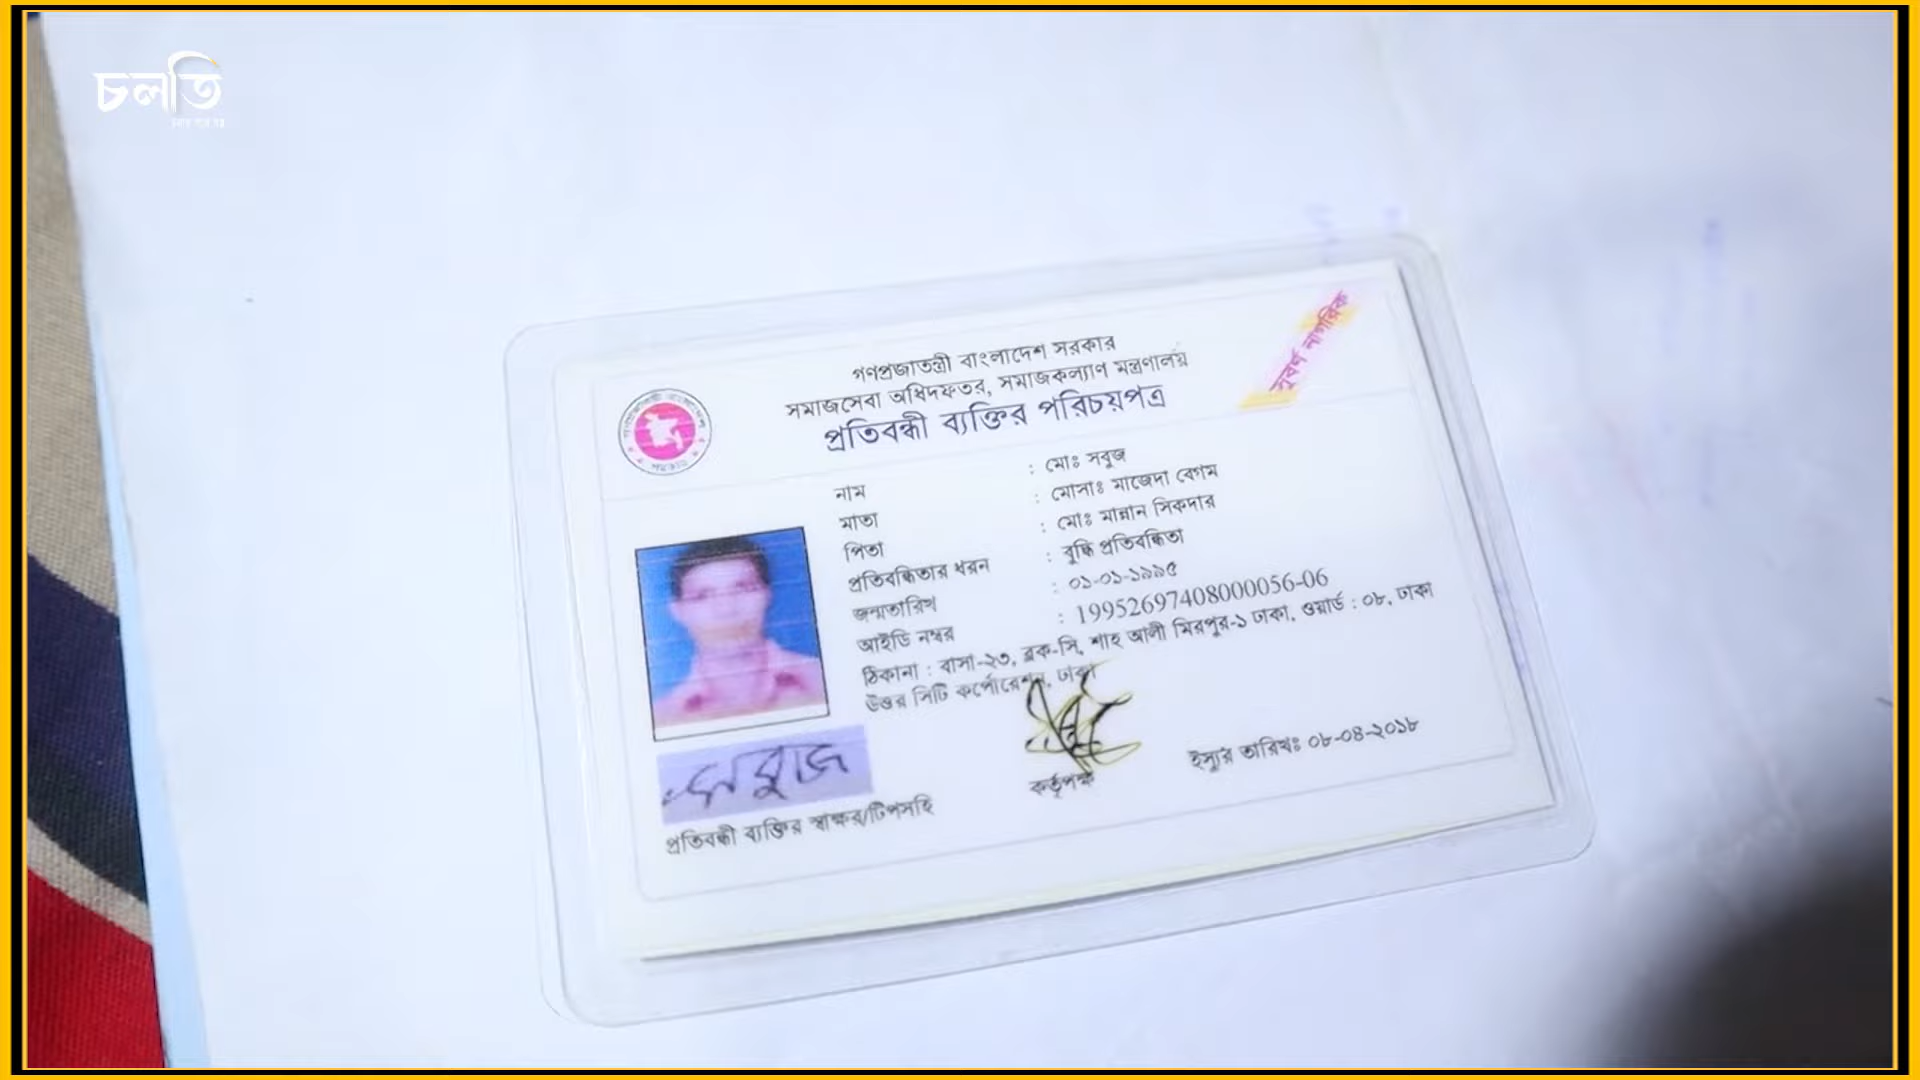 চলতি
গণপ্রজাতন্ত্রী বাংলাদেশ সরকার
সমাজসেবা অধিদফতর, সমাজকল্যাণ মন্ত্রণালয়
প্রতিবন্ধী ব্যক্তির পরিচয়পত্র
সুবর্ণ নাগরিক
নাম : মোঃ সবুজ
মাতা : মোসাঃ মাজেদা বেগম
পিতা : মোঃ মান্নান সিকদার
প্রতিবন্ধিতার ধরন : বুদ্ধি প্রতিবন্ধিতা
জন্মতারিখ : ০১-০১-১৯৯৫
আইডি নম্বর : 19952697408000056-06
ঠিকানা : বাসা-২৩, ব্লক-সি, শাহ আলী মিরপুর-১ ঢাকা, ওয়ার্ড : ০৮, ঢাকা
উত্তর সিটি কর্পোরেশন, ঢাকা
সবুজ
প্রতিবন্ধী ব্যক্তির স্বাক্ষর/টিপসহি
কর্তৃপক্ষ
ইস্যুর তারিখঃ ০৮-০৪-২০১৮